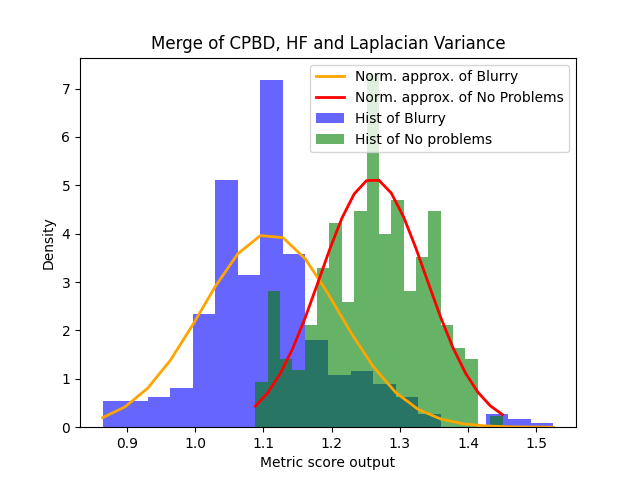 Merge of CPBD, HF and Laplacian Variance
Norm. approx. of Blurry
Norm. approx. of No Problems
Hist of Blurry
Hist of No problems
Density
7
6
5
4
3
2
1
0
0.9 1.0 1.1 1.2 1.3 1.4 1.5
Metric score output